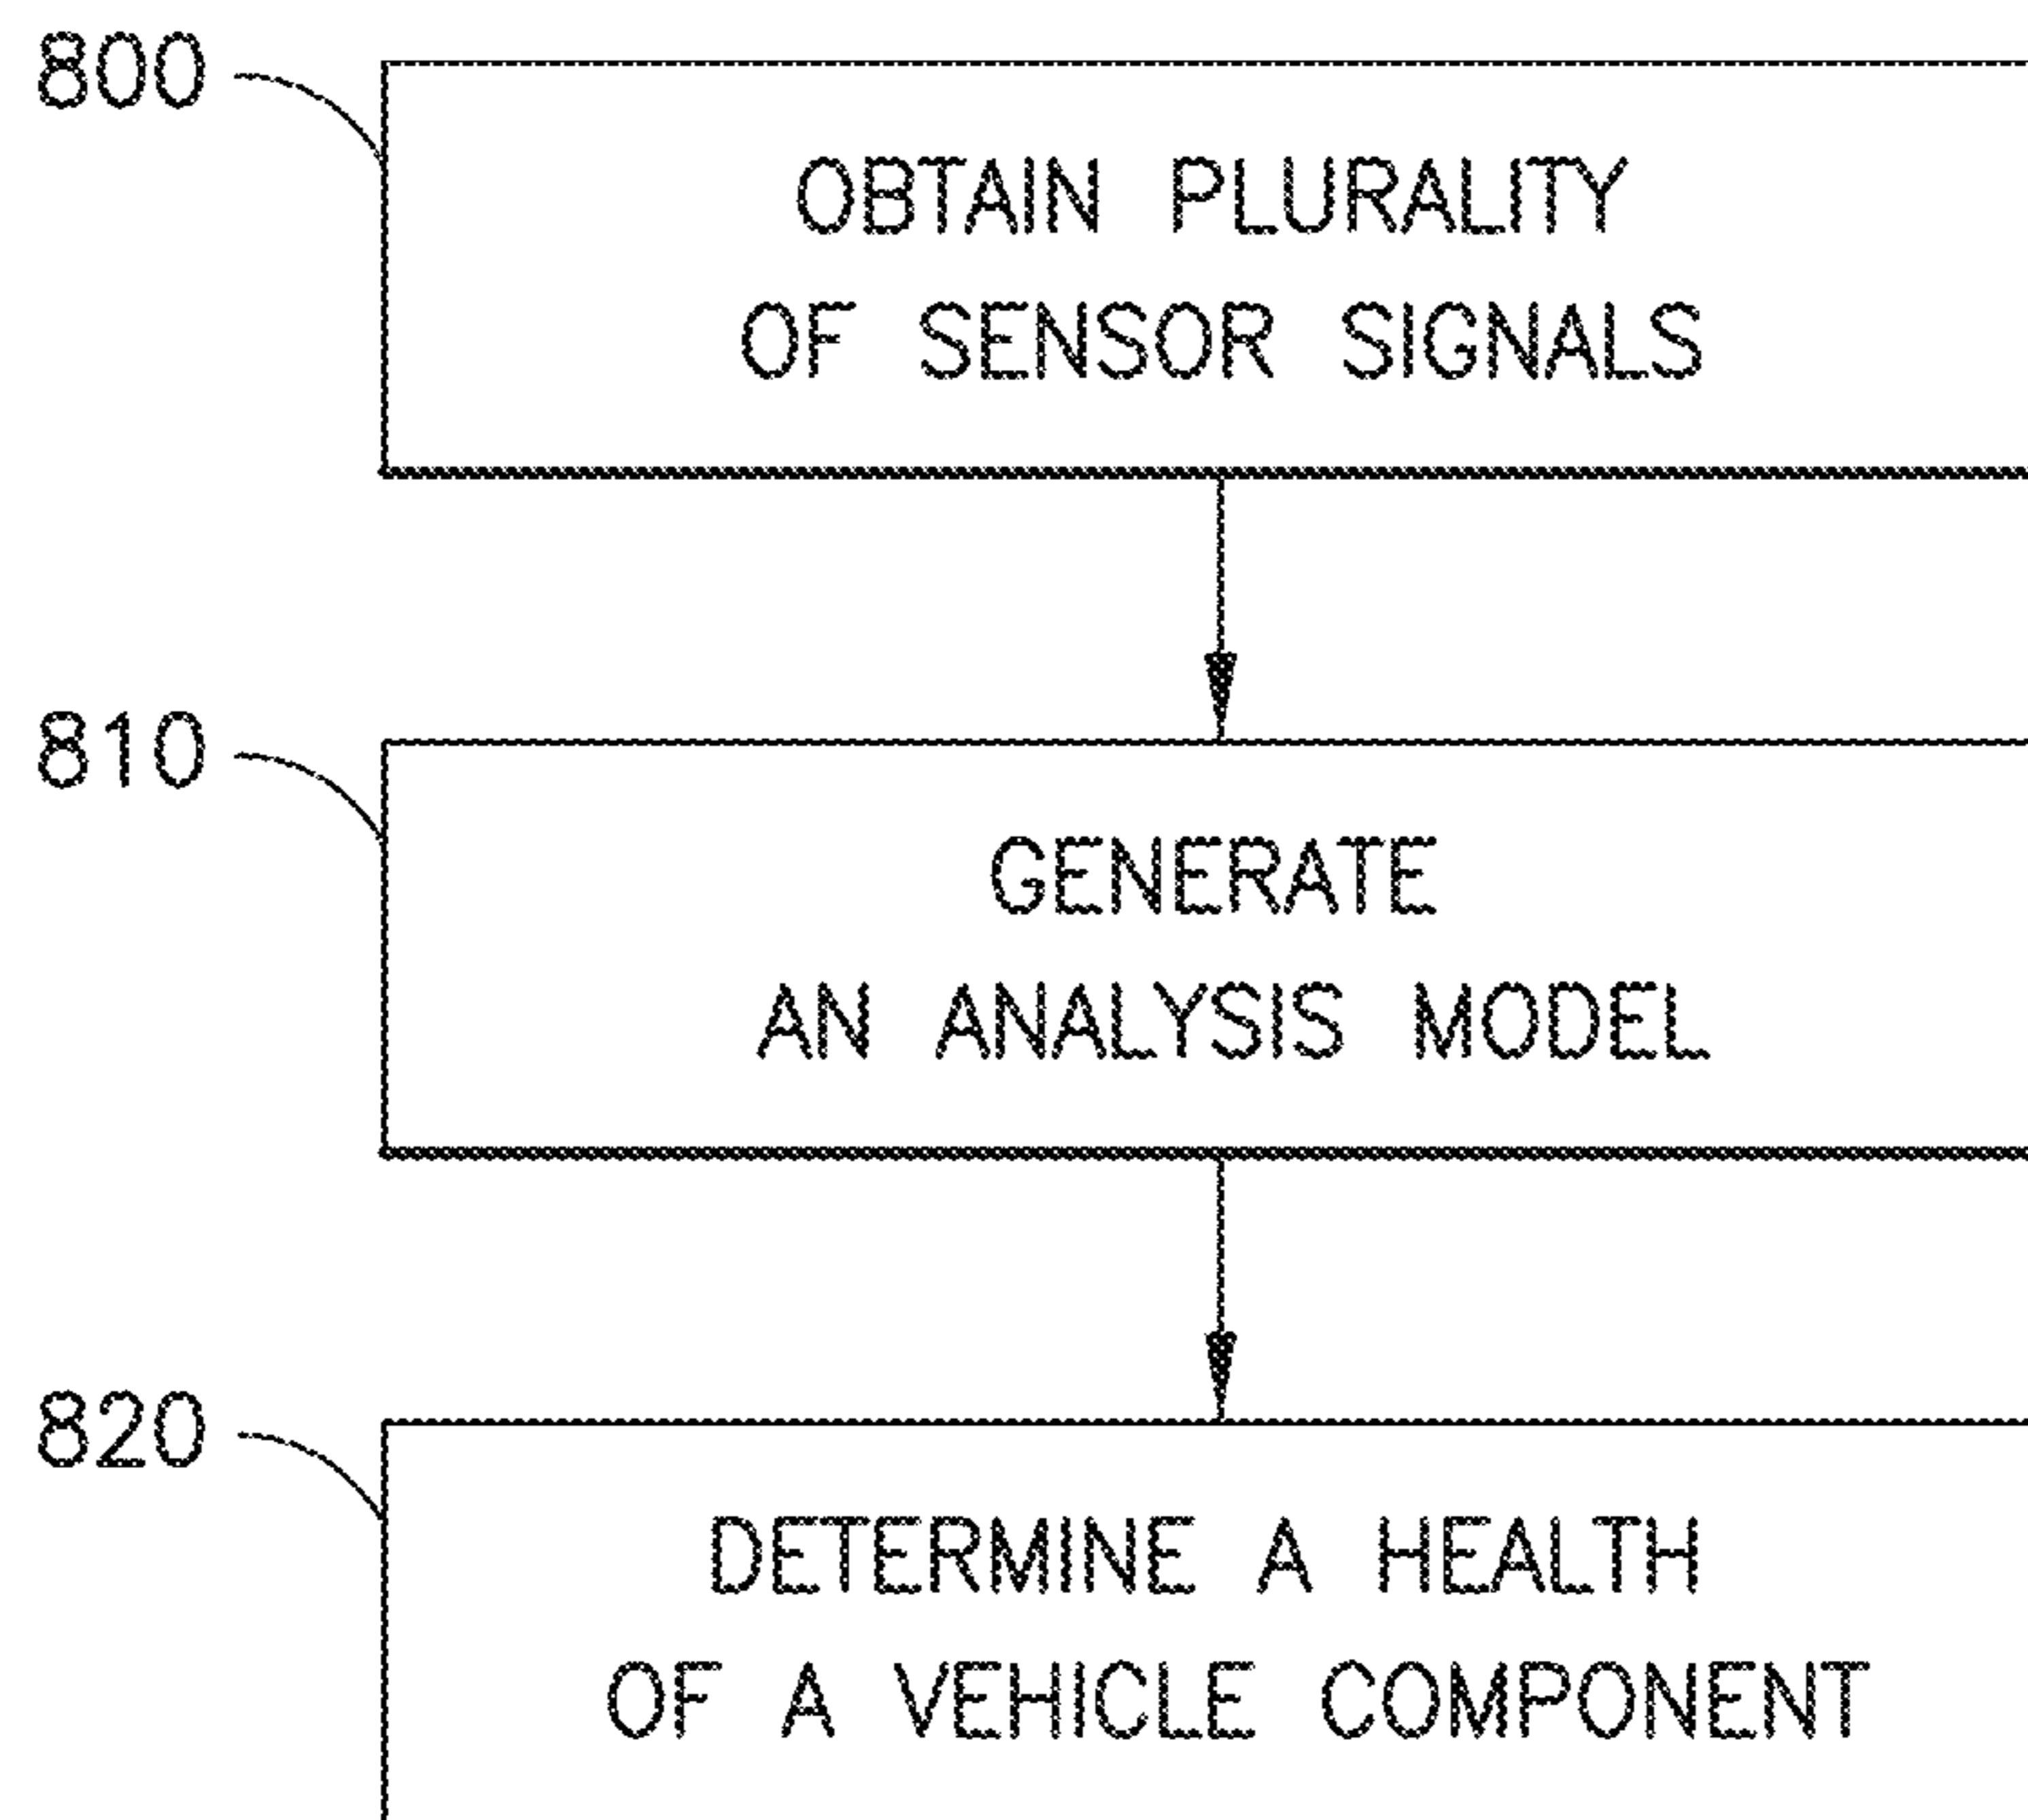 800
OBTAIN PLURALITY
OF SENSOR SIGNALS
810
GENERATE
AN ANALYSIS MODEL
820
DETERMINE A HEALTH
OF A VEHICLE COMPONENT